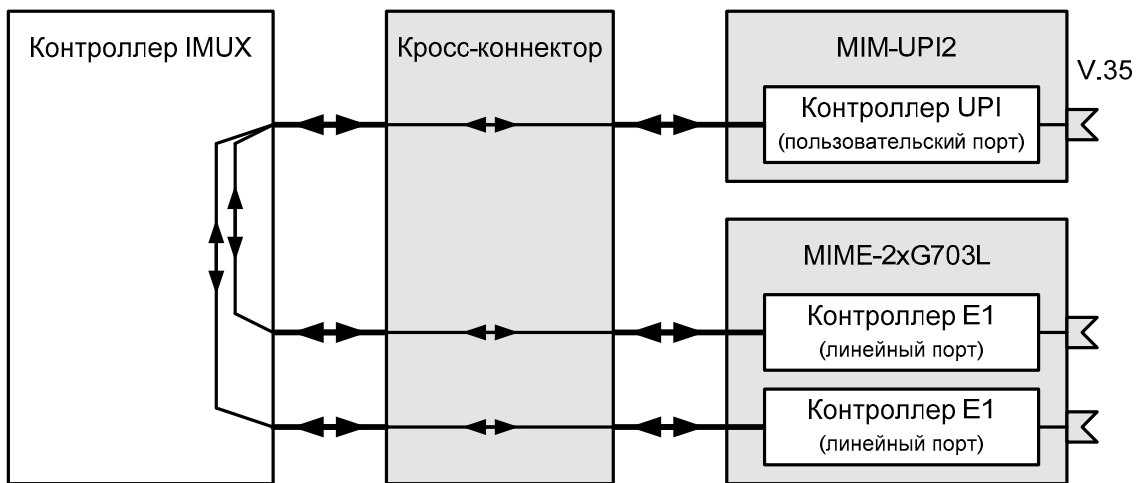 Контроллер IMUX
Кросс-коннектор
MIM-UPI2
V.35
Контроллер UPI
(пользовательский порт)
MIME-2xG703L
Контроллер E1
(линейный порт)
Контроллер E1
(линейный порт)